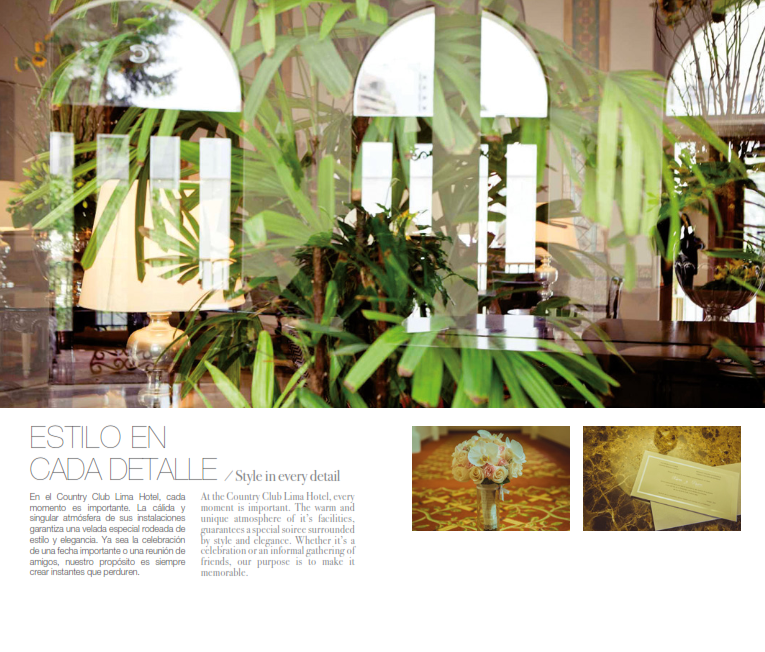 ESTILO EN
CADA DETALLE / Style in every detail
En el Country Club Lima Hotel, cada
momento es importante. La cálida y
singular atmósfera de sus instalaciones
garantiza una velada especial rodeada de
estilo y elegancia. Ya sea la celebración
de una fecha importante o una reunión de
amigos, nuestro propósito es siempre
crear instantes que perduren.
At the Country Club Lima Hotel, every
moment is important. The warm and
unique atmosphere of it's facilities,
guarantees a special soiree surrounded
by style and elegance. Whether it's a
celebration or an informal gathering of
friends, our purpose is to make it
memorable.